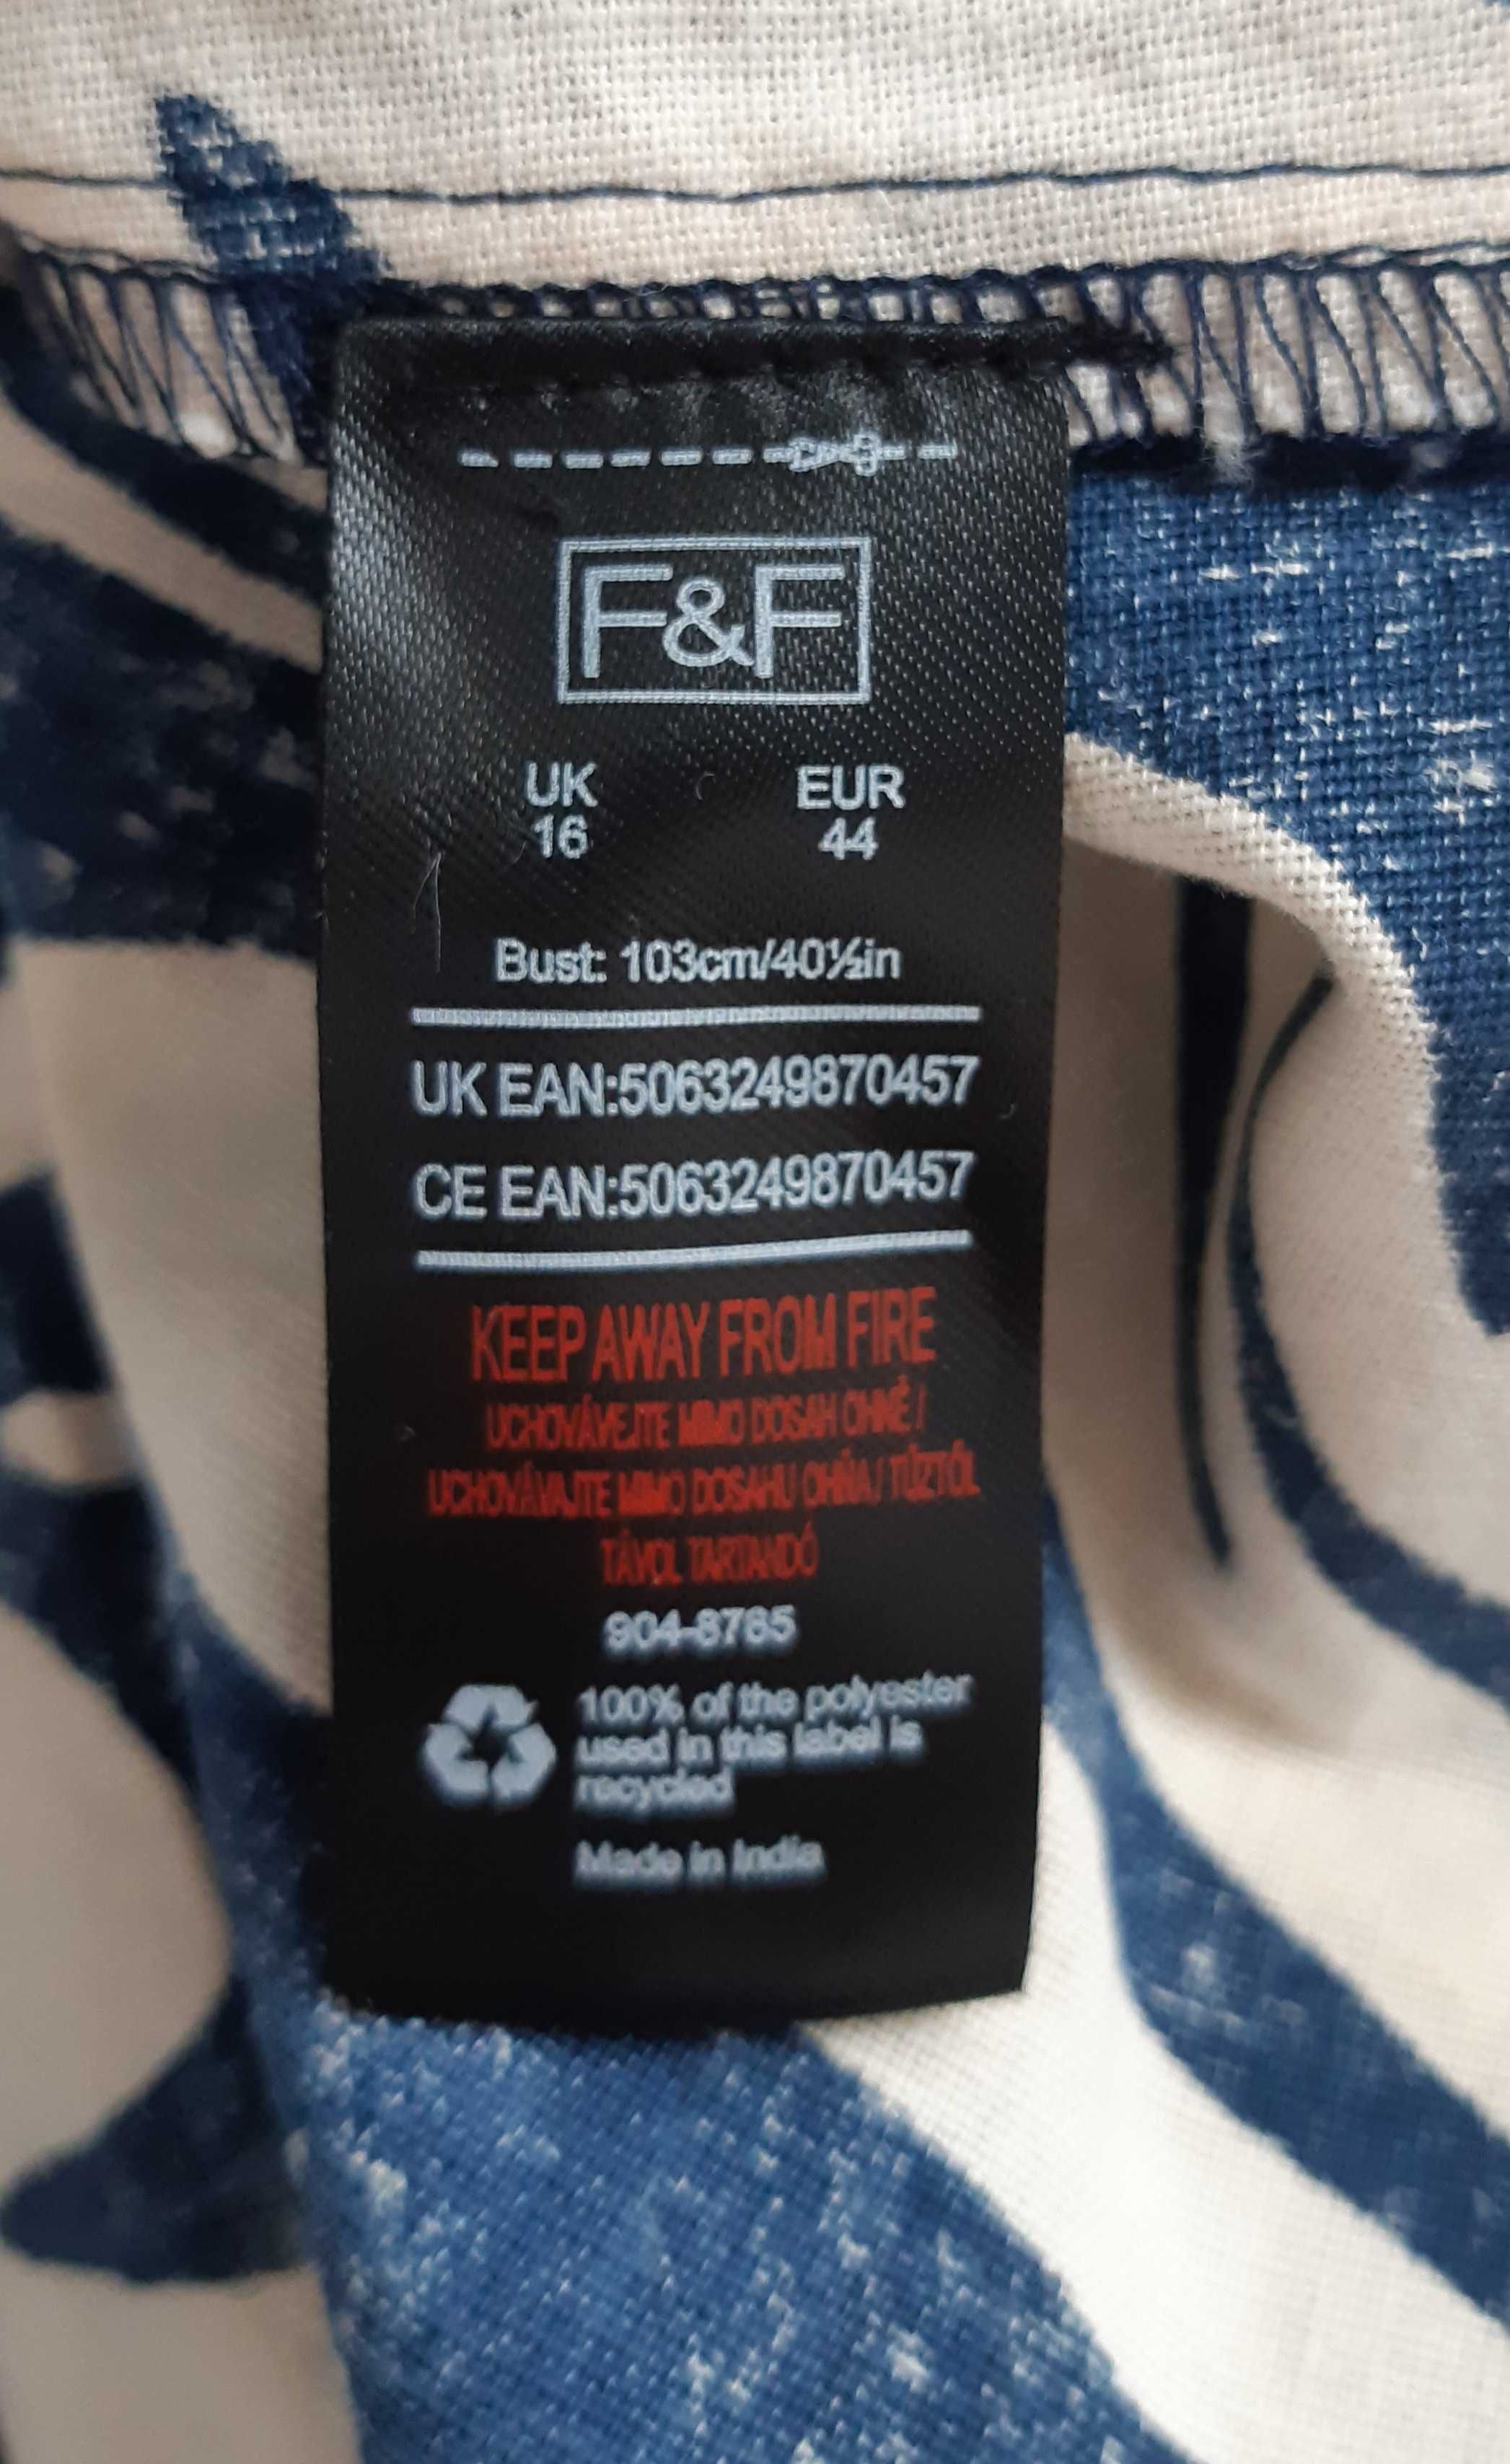 F&F
UK EUR
16 44
Bust: 103cm/40½in
UK EAN:5063249870457
CE EAN:5063249870457
KEEP AWAY FROM FIRE
UCHOVÁVEJTE MIMO DOSAH OHNĚ /
UCHOVÁVAJTE MIMO DOSAHU OHŇA / TŰZTŐL
TÁVOL TARTANDÓ
904-8765
100% of the polyester
used in this label is
recycled
Made in India